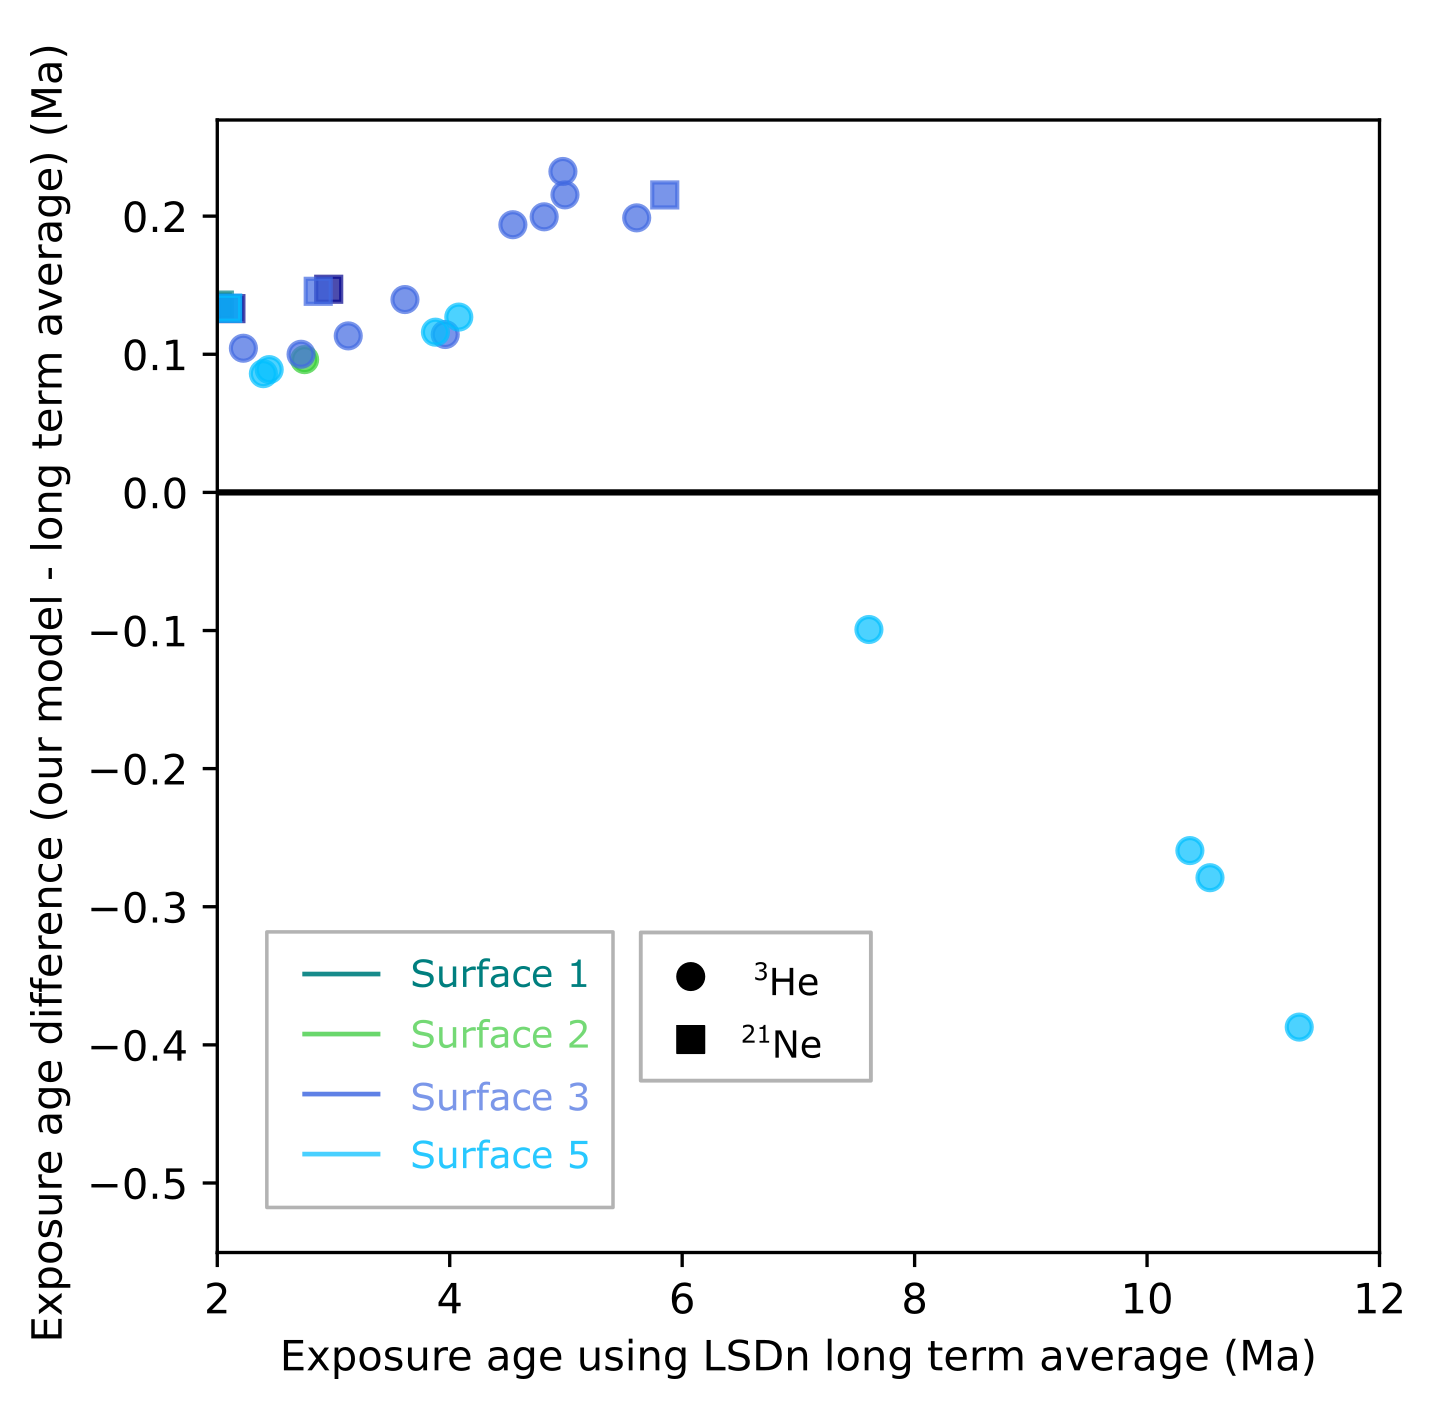 Exposure age difference (our model - long term average) (Ma)
0.2
0.1
0.0
−0.1
−0.2
−0.3
−0.4
−0.5
Surface 1
Surface 2
Surface 3
Surface 5
³He
²¹Ne
2 4 6 8 10 12
Exposure age using LSDn long term average (Ma)